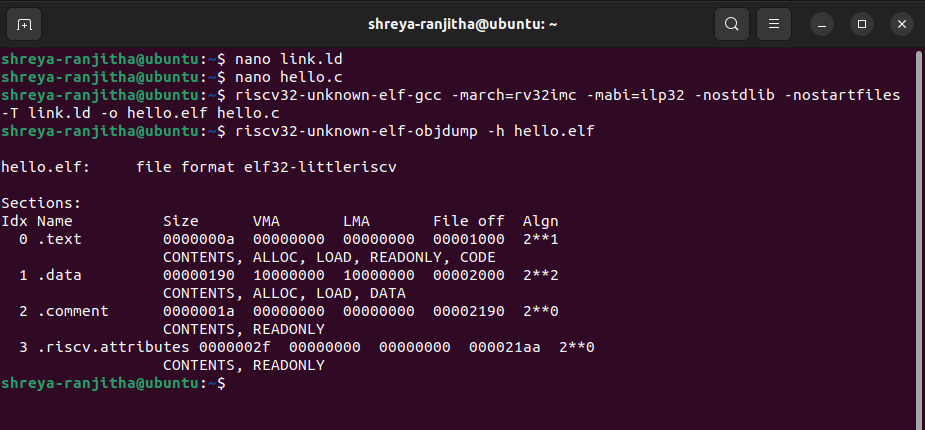 shreya-ranjitha@ubuntu: ~
shreya-ranjitha@ubuntu:~$ nano link.ld
shreya-ranjitha@ubuntu:~$ nano hello.c
shreya-ranjitha@ubuntu:~$ riscv32-unknown-elf-gcc -march=rv32imc -mabi=ilp32 -nostdlib -nostartfiles
-T link.ld -o hello.elf hello.c
shreya-ranjitha@ubuntu:~$ riscv32-unknown-elf-objdump -h hello.elf
hello.elf:     file format elf32-littleriscv
Sections:
Idx Name          Size      VMA       LMA       File off  Algn
  0 .text         0000000a  00000000  00000000  00001000  2**1
                  CONTENTS, ALLOC, LOAD, READONLY, CODE
  1 .data         00000190  10000000  10000000  00002000  2**2
                  CONTENTS, ALLOC, LOAD, DATA
  2 .comment      0000001a  00000000  00000000  00002190  2**0
                  CONTENTS, READONLY
  3 .riscv.attributes 0000002f  00000000  00000000  000021aa  2**0
                  CONTENTS, READONLY
shreya-ranjitha@ubuntu:~$